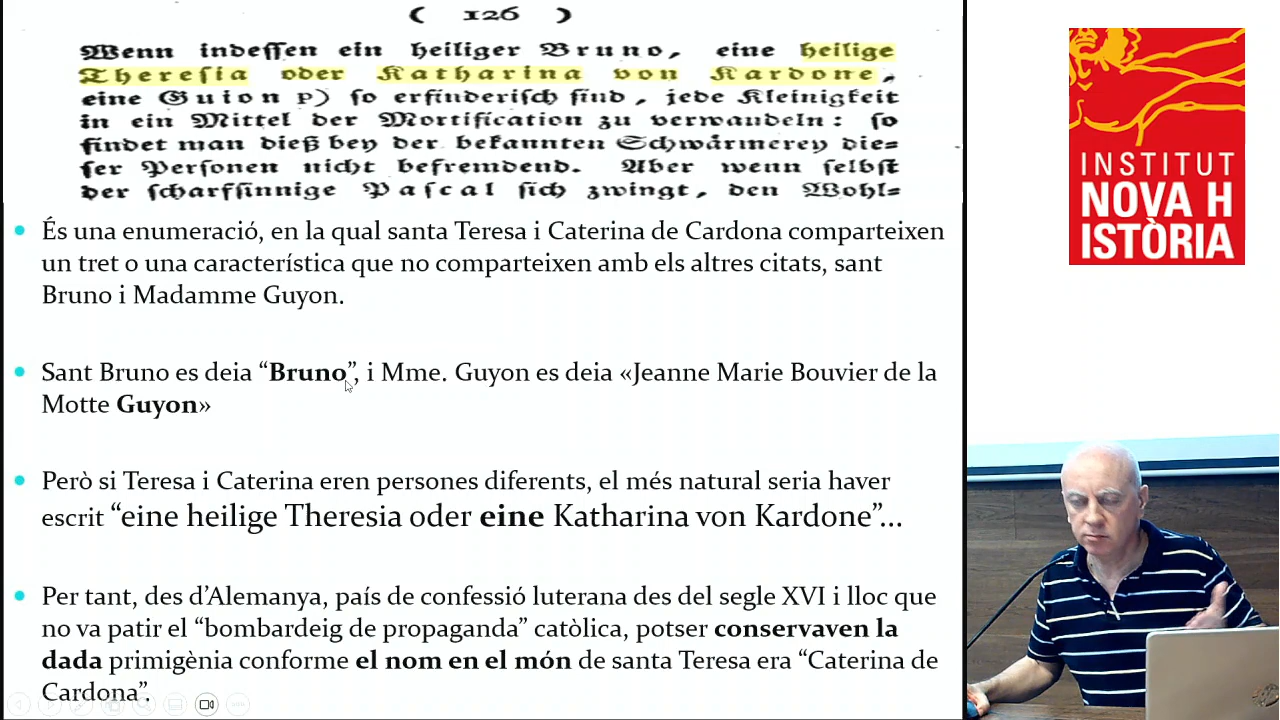 ( 126 )
Wenn indeſſen ein heiliger Bruno, eine heilige
Thereſia oder Katharina von Kardone,
eine Guion p) ſo erfinderiſch ſind, jede Kleinigkeit
in ein Mittel der Mortification zu verwandeln: ſo
findet man dieß bey der bekannten Schwärmerey die=
ſer Perſonen nicht befremdend. Aber wenn ſelbſt
der ſcharfſinnige Pascal ſich zwingt, den Wohl=
És una enumeració, en la qual santa Teresa i Caterina de Cardona comparteixen
un tret o una característica que no comparteixen amb els altres citats, sant
Bruno i Madamme Guyon.
Sant Bruno es deia “Bruno”, i Mme. Guyon es deia «Jeanne Marie Bouvier de la
Motte Guyon»
Però si Teresa i Caterina eren persones diferents, el més natural seria haver
escrit “eine heilige Theresia oder eine Katharina von Kardone”...
Per tant, des d’Alemanya, país de confessió luterana des del segle XVI i lloc que
no va patir el “bombardeig de propaganda” catòlica, potser conservaven la
dada primigènia conforme el nom en el món de santa Teresa era “Caterina de
Cardona”.
INSTITUT
NOVA H
ISTÒRIA